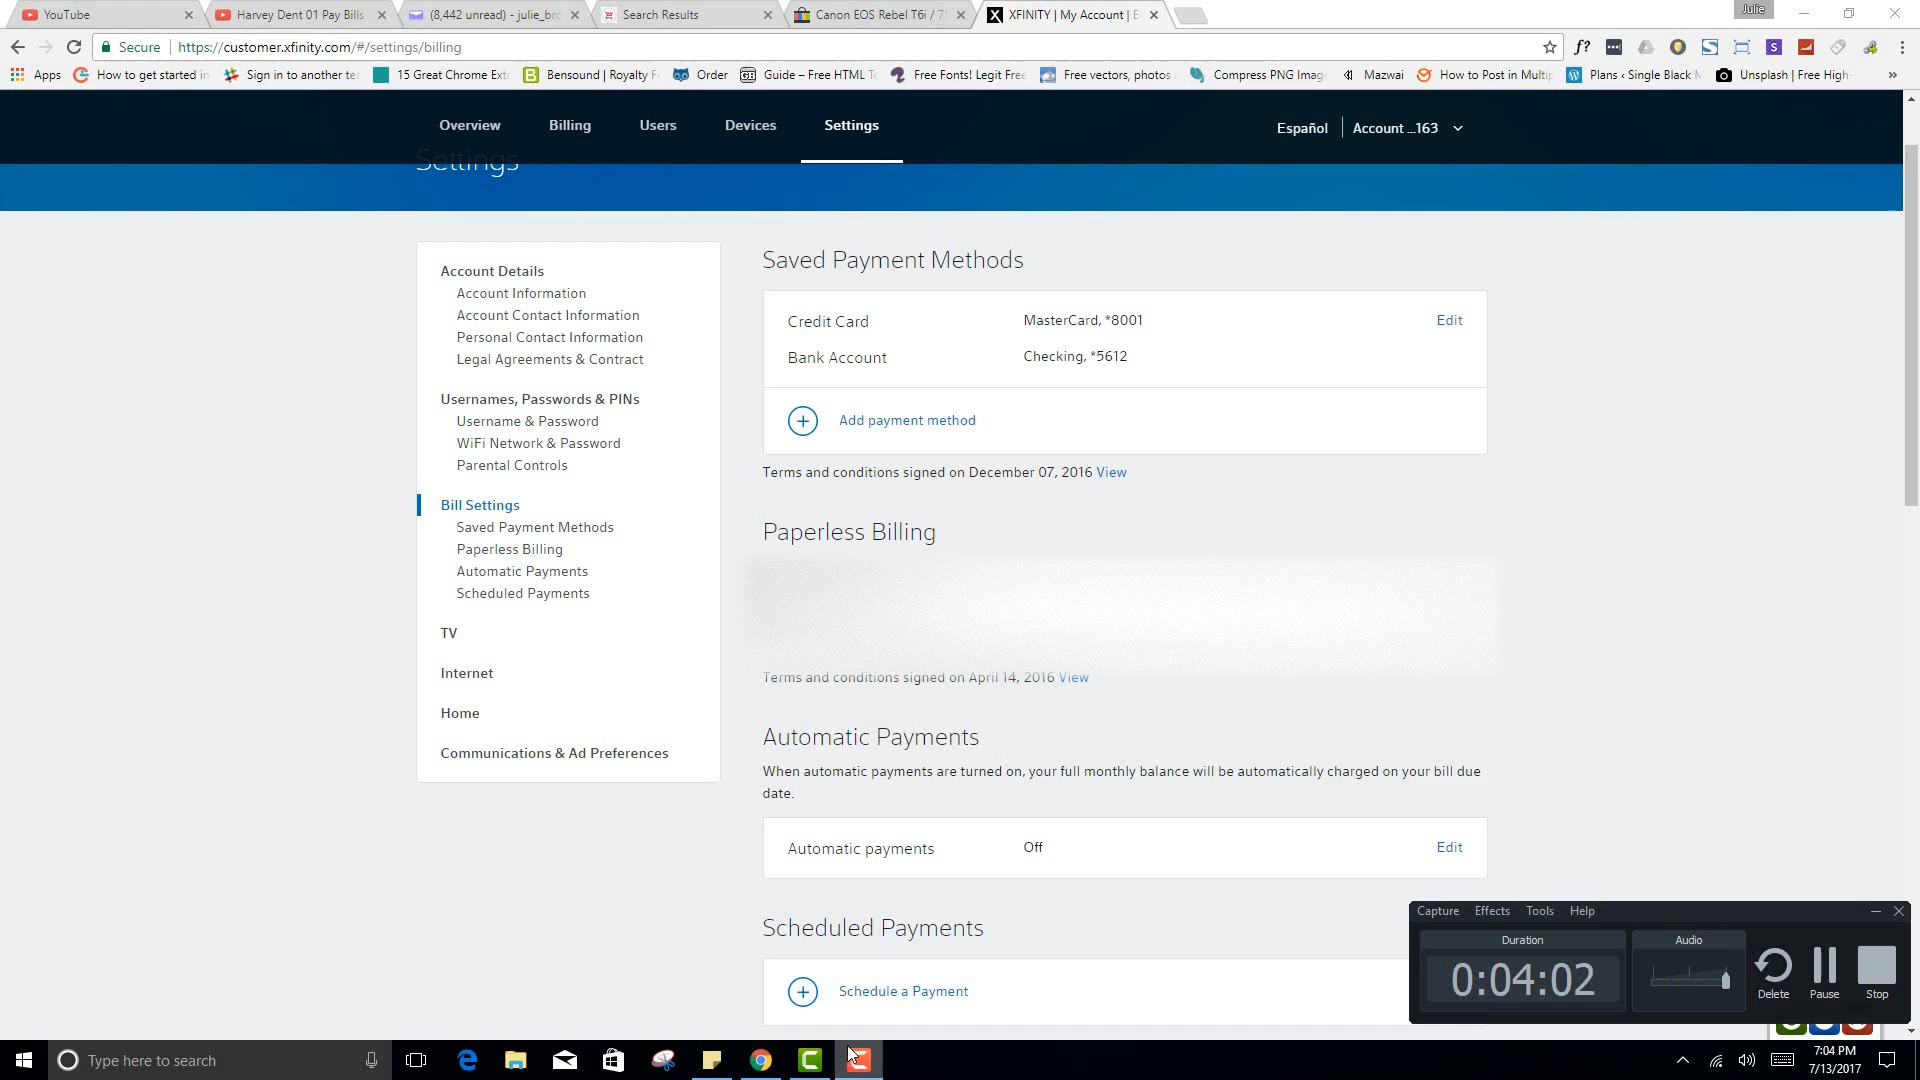 YouTube
Harvey Dent 01 Pay Bills
(8,442 unread) - julie_bro
Search Results
Canon EOS Rebel T6i / 7
XFINITY | My Account | E
Julie
Secure
https://customer.xfinity.com/#/settings/billing
Apps
How to get started in
Sign in to another te
15 Great Chrome Exte
Bensound | Royalty F
Order
Guide – Free HTML T
Free Fonts! Legit Fre
Free vectors, photos
Compress PNG Imag
Mazwai
How to Post in Multip
Plans ‹ Single Black M
Unsplash | Free High-
»
Overview
Billing
Users
Devices
Settings
Español
Account ...163
Settings
Account Details
Account Information
Account Contact Information
Personal Contact Information
Legal Agreements & Contract
Usernames, Passwords & PINs
Username & Password
WiFi Network & Password
Parental Controls
Bill Settings
Saved Payment Methods
Paperless Billing
Automatic Payments
Scheduled Payments
TV
Internet
Home
Communications & Ad Preferences
Saved Payment Methods
Credit Card
MasterCard, *8001
Edit
Bank Account
Checking, *5612
Add payment method
Terms and conditions signed on December 07, 2016 View
Paperless Billing
Terms and conditions signed on April 14, 2016 View
Automatic Payments
When automatic payments are turned on, your full monthly balance will be automatically charged on your bill due
date.
Automatic payments
Off
Edit
Scheduled Payments
Schedule a Payment
Capture
Effects
Tools
Help
Duration
Audio
0:04:02
Delete
Pause
Stop
Type here to search
7:04 PM
7/13/2017